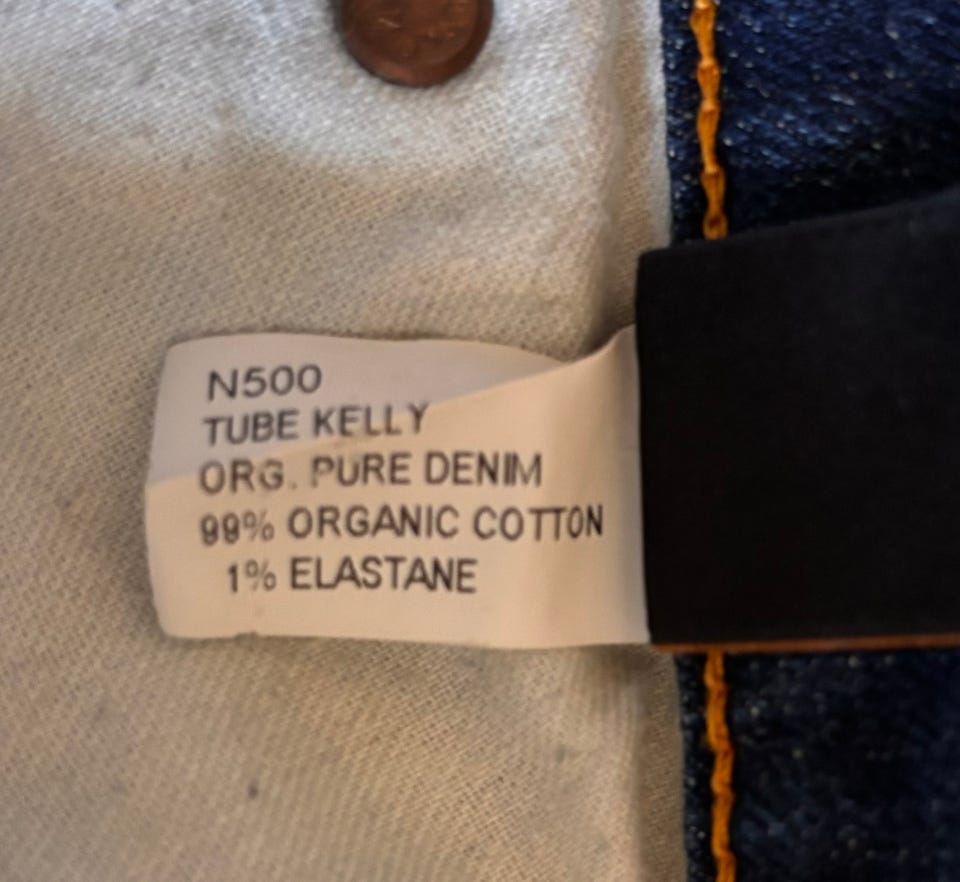 N500
TUBE KELLY
ORG. PURE DENIM
99% ORGANIC COTTON
1% ELASTANE